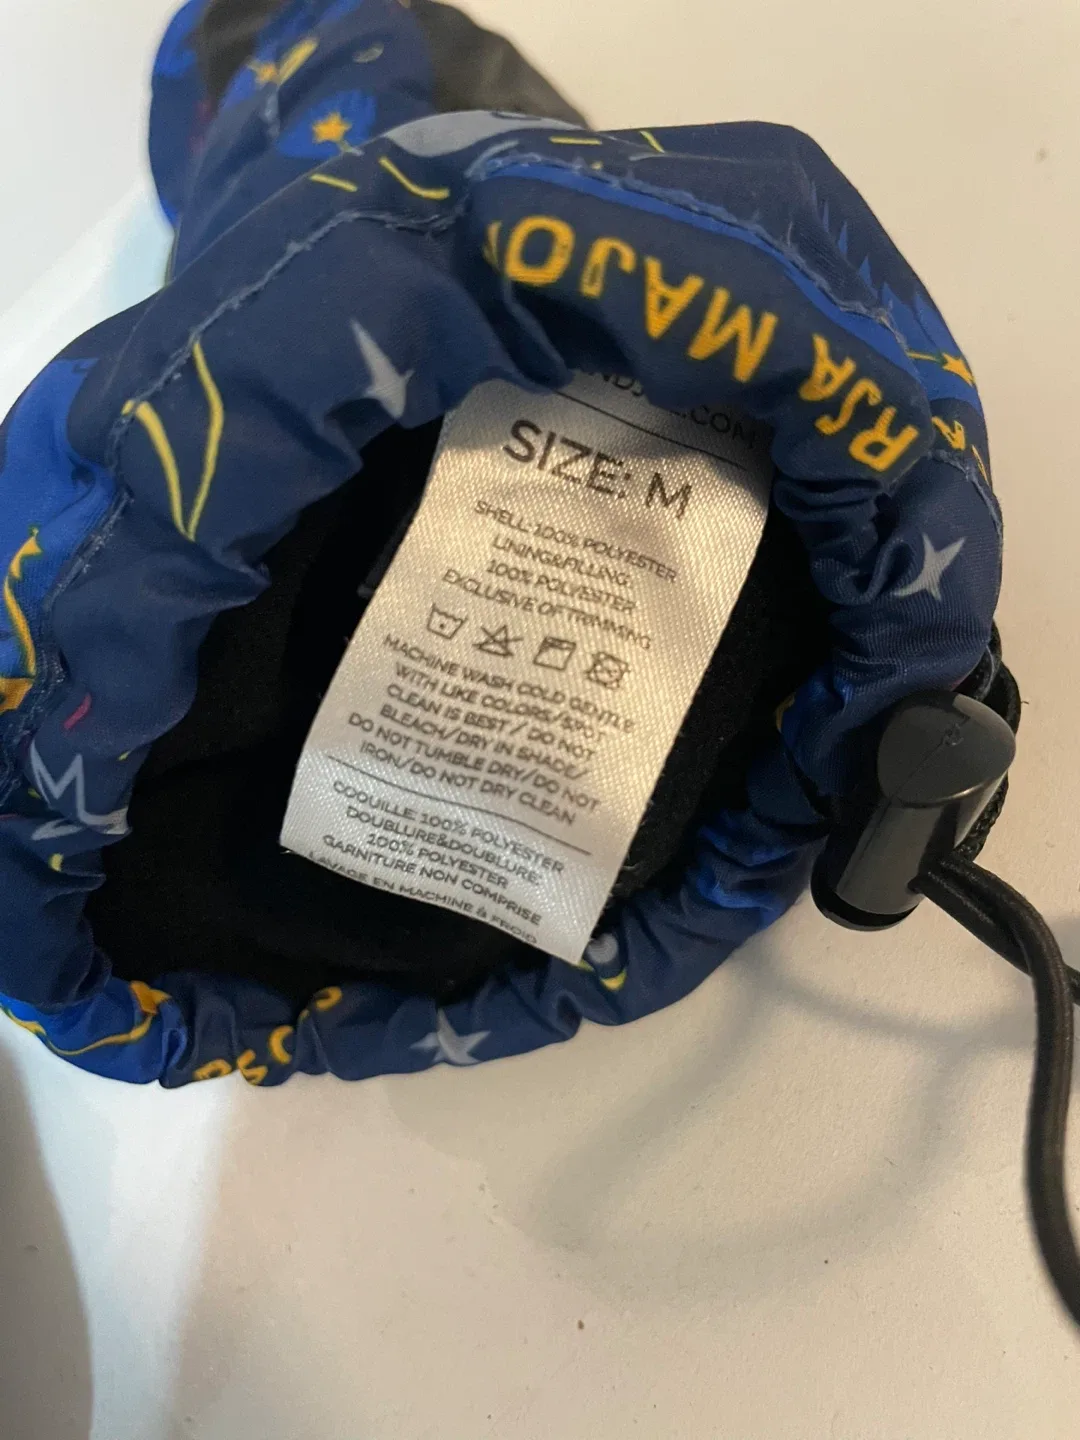 RSA MAJO
.COM
SIZE: M
SHELL: 100% POLYESTER
LINING&FILLING:
100% POLYESTER
EXCLUSIVE OF TRIMMING
MACHINE WASH COLD GENTLE
WITH LIKE COLORS/SPOT
CLEAN IS BEST/ DO NOT
BLEACH/DRY IN SHADE/
DO NOT TUMBLE DRY/DO NOT
IRON/DO NOT DRY CLEAN
COQUILLE: 100% POLYESTER
DOUBLURE&DOUBLURE:
100% POLYESTER
GARNITURE NON COMPRISE
LAVAGE EN MACHINE à FROID